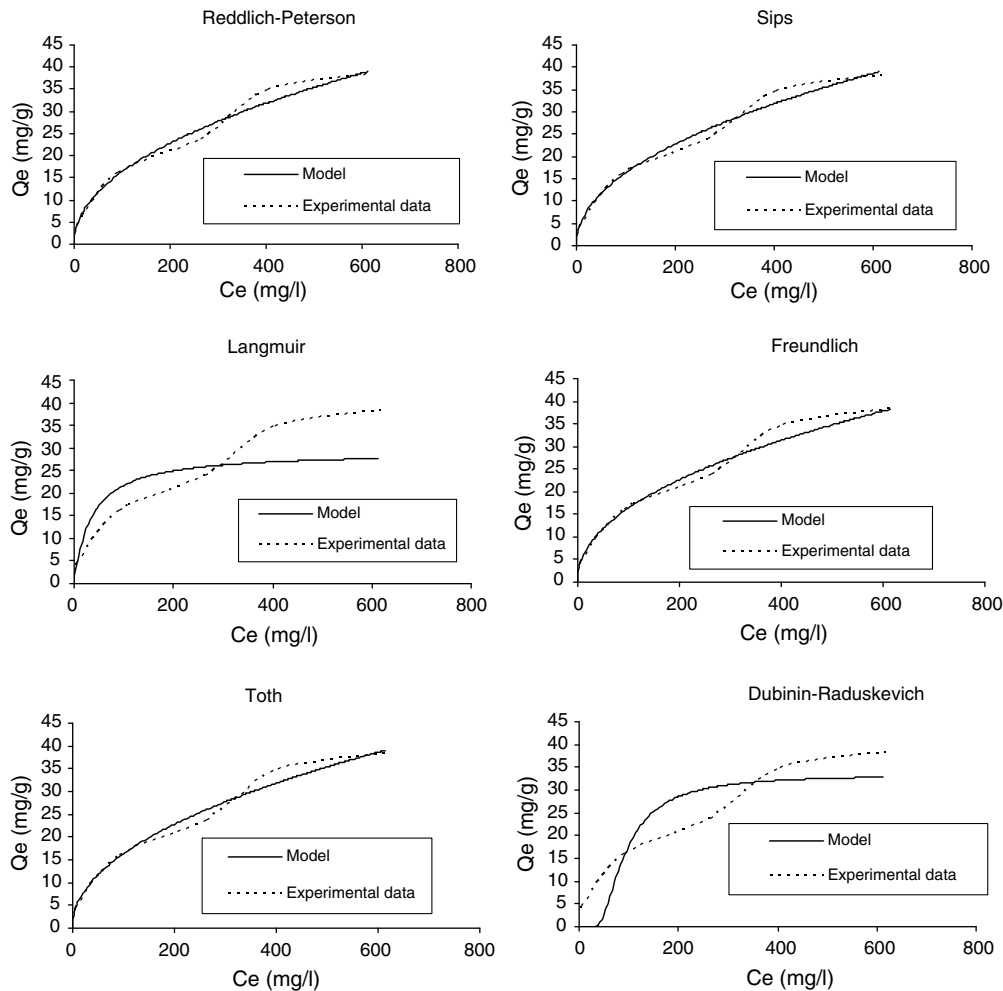 Reddlich-Peterson
45
40
35
30
25
20
15
10
5
0
Qe (mg/g)
Model
Experimental data
0 200 400 600 800
Ce (mg/l)
Sips
45
40
35
30
25
20
15
10
5
0
Qe (mg/g)
Model
Experimental data
0 200 400 600 800
Ce (mg/l)
Langmuir
45
40
35
30
25
20
15
10
5
0
Qe (mg/g)
Model
Experimental data
0 200 400 600 800
Ce (mg/l)
Freundlich
45
40
35
30
25
20
15
10
5
0
Qe (mg/g)
Model
Experimental data
0 200 400 600 800
Ce (mg/l)
Toth
45
40
35
30
25
20
15
10
5
0
Qe (mg/g)
Model
Experimental data
0 200 400 600 800
Ce (mg/l)
Dubinin-Raduskevich
45
40
35
30
25
20
15
10
5
0
Qe (mg/g)
Model
Experimental data
0 200 400 600 800
Ce (mg/l)